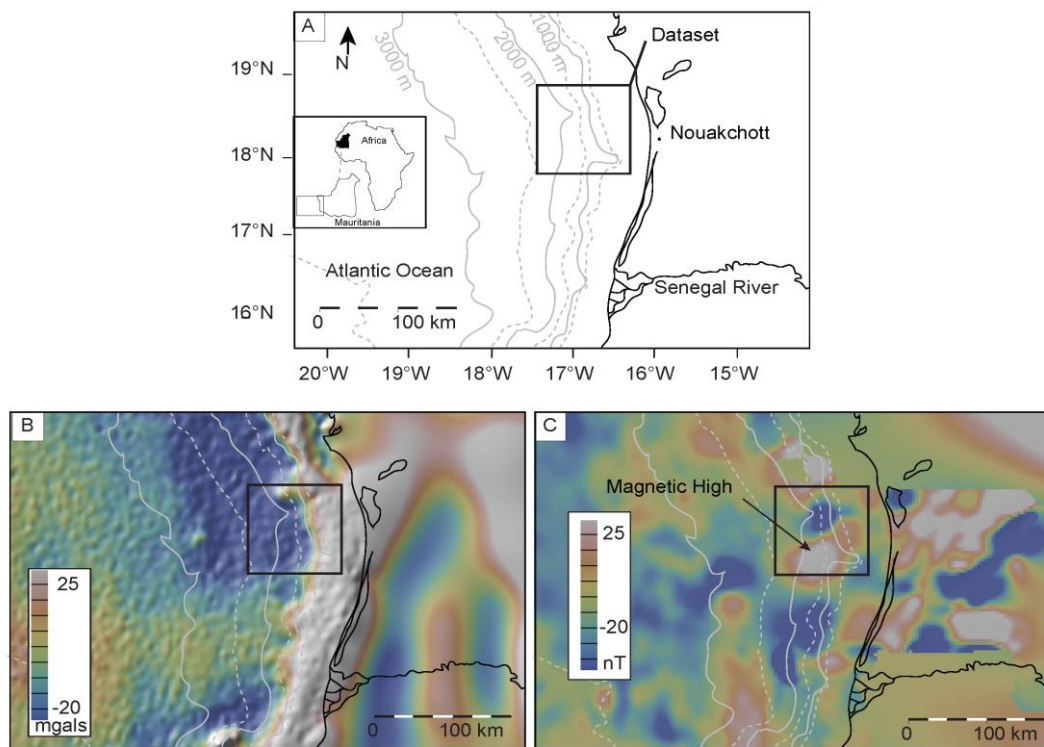 A
N
3000 m
2000 m
1000 m
Dataset
19°N
Nouakchott
Africa
18°N
Mauritania
17°N
Atlantic Ocean
Senegal River
0 100 km
16°N
20°W 19°W 18°W 17°W 16°W 15°W
B
25
-20
mgals
0 100 km
C
Magnetic High
25
-20
nT
0 100 km